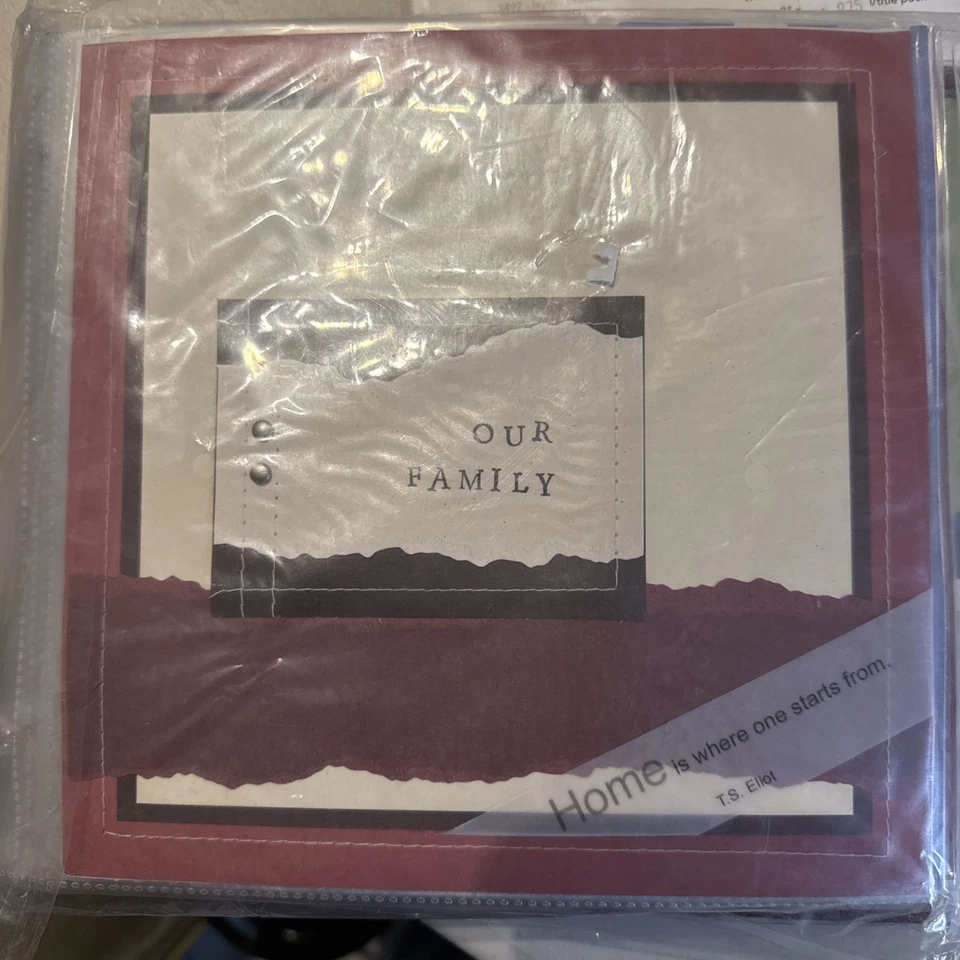 OUR
FAMILY
Home is where one starts from.
T.S. Eliot